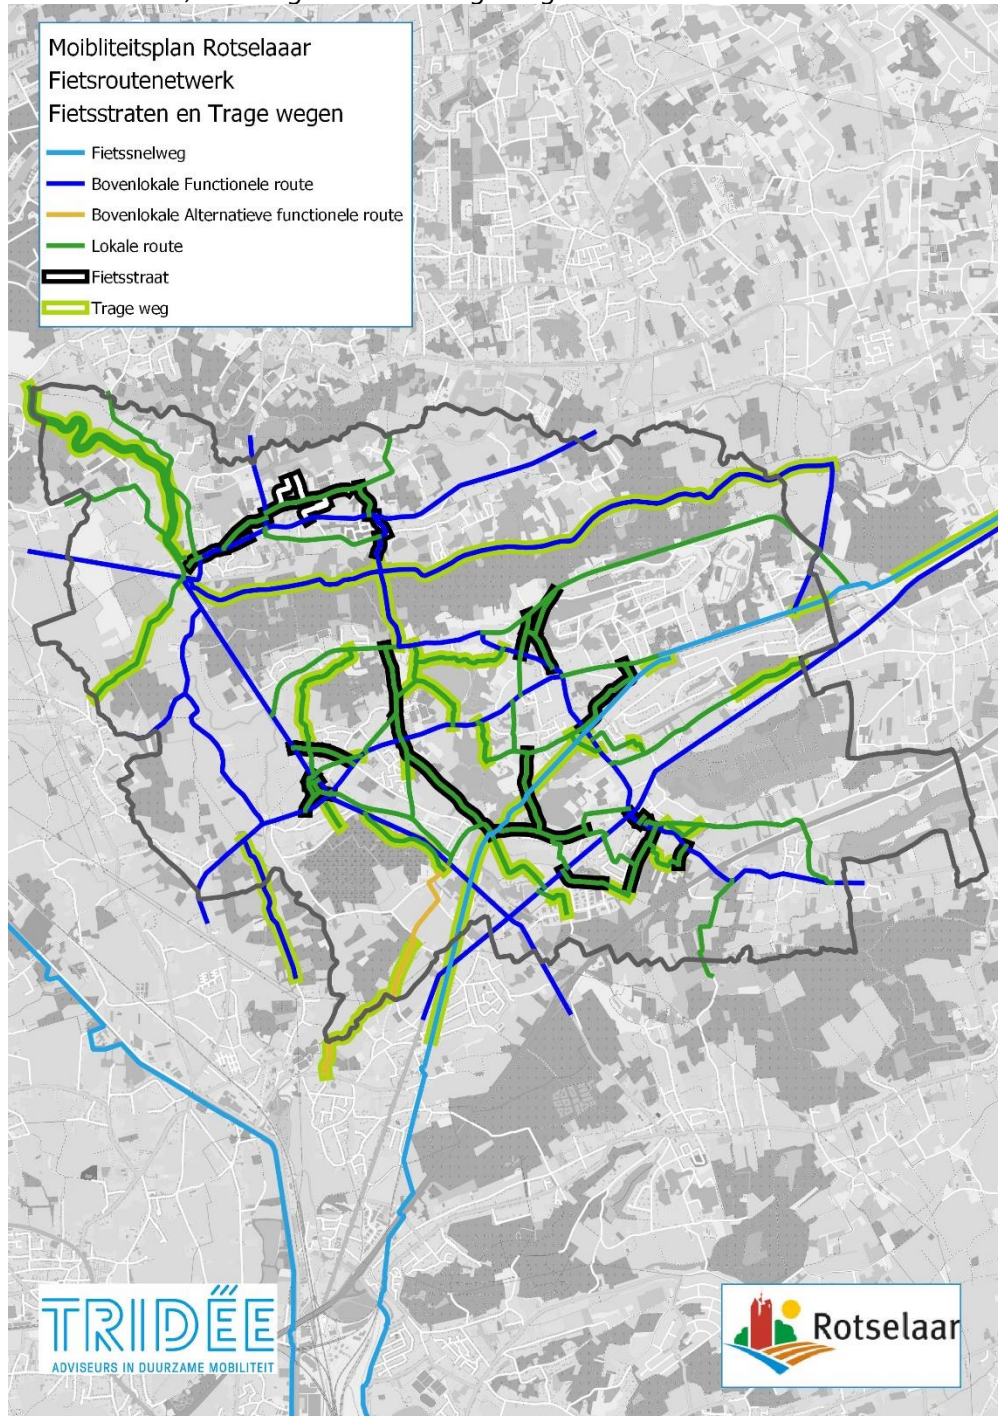 Moibliteitsplan Rotselaaar
Fietsroutenetwerk
Fietsstraten en Trage wegen
Fietssnelweg
Bovenlokale Functionele route
Bovenlokale Alternatieve functionele route
Lokale route
Fietsstraat
Trage weg
TRIDËE
ADVISEURS IN DUURZAME MOBILITEIT
Rotselaar